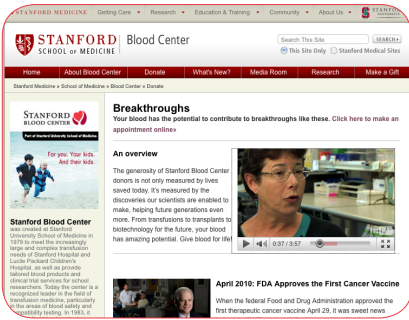 STANFORD MEDICINE Getting Care Research Education & Training Community About Us STANFORD
STANFORD SCHOOL OF MEDICINE Blood Center
Search This Site SEARCH
This Site Only Stanford Medical Sites
Home About Blood Center Donate What's New? Media Room Research Make a Gift
Stanford Medicine » School of Medicine » Blood Center » Donate
STANFORD
BLOOD CENTER
Part of Stanford University School of Medicine.
For you. Your kids.
And their kids.
Stanford Blood Center
was created at Stanford
University School of Medicine in
1978 to meet the increasingly
large and complex transfusion
needs of Stanford Hospital and
Lucile Packard Children's
Hospital, as well as provide
tailored blood products and
clinical trial services for school
researchers. Today the center is a
recognized leader in the field of
transfusion medicine, particularly
in the areas of blood safety and
compatibility testing. In 1983, it
Breakthroughs
Your blood has the potential to contribute to breakthroughs like these. Click here to make an
appointment online»
An overview
The generosity of Stanford Blood Center
donors is not only measured by lives
saved today. It's measured by the
discoveries our scientists are enabled to
make, helping future generations even
more. From transfusions to transplants to
biotechnology for the future, your blood
has amazing potential. Give blood for life!
0:37 / 3:57
April 2010: FDA Approves the First Cancer Vaccine
When the federal Food and Drug Administration approved the
first therapeutic cancer vaccine April 29, it was sweet news